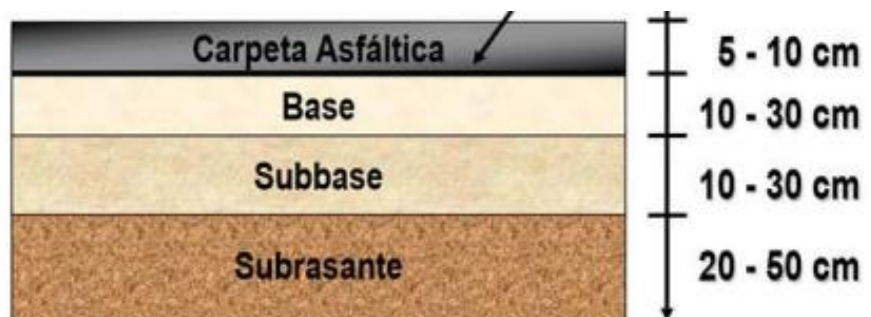 Carpeta Asfáltica 5 - 10 cm
Base 10 - 30 cm
Subbase 10 - 30 cm
Subrasante 20 - 50 cm